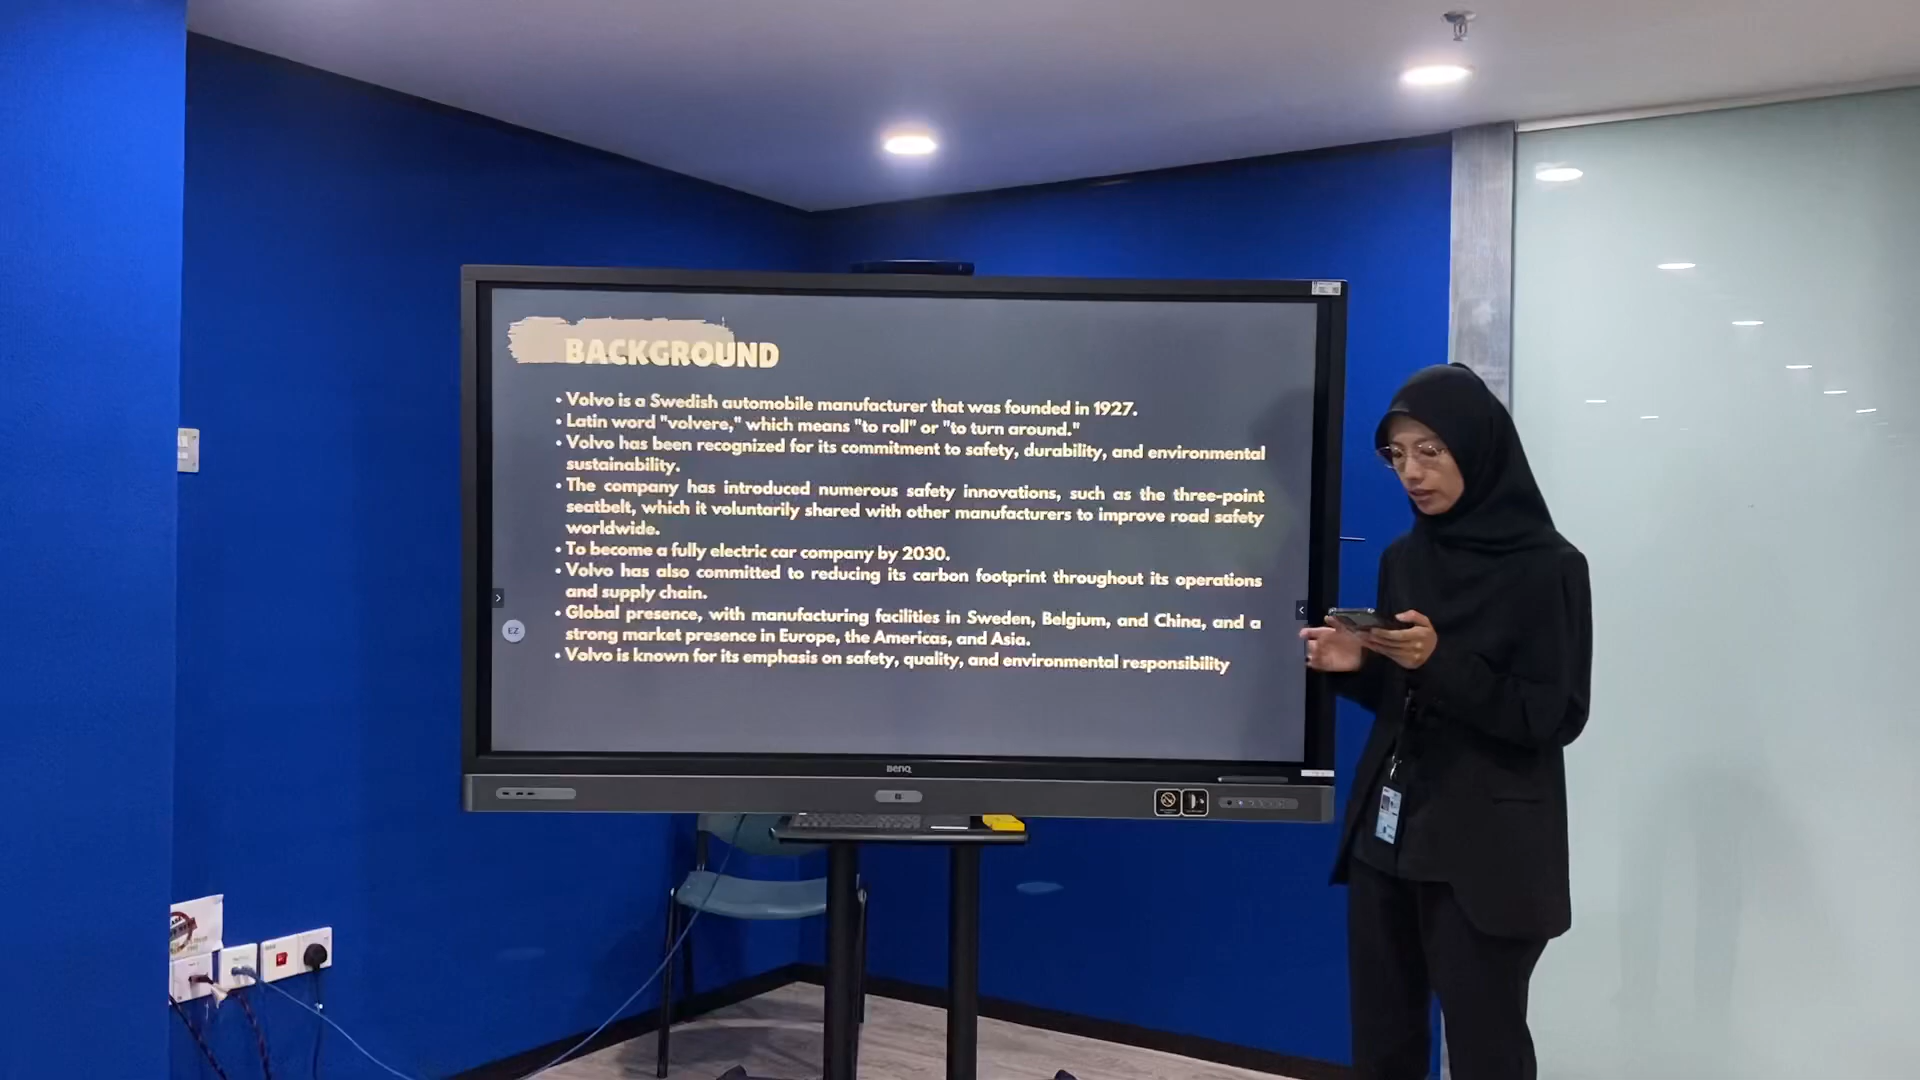 BACKGROUND
• Volvo is a Swedish automobile manufacturer that was founded in 1927.
• Latin word "volvere," which means "to roll" or "to turn around."
• Volvo has been recognized for its commitment to safety, durability, and environmental
sustainability.
• The company has introduced numerous safety innovations, such as the three-point
seatbelt, which it voluntarily shared with other manufacturers to improve road safety
worldwide.
• To become a fully electric car company by 2030.
• Volvo has also committed to reducing its carbon footprint throughout its operations
and supply chain.
• Global presence, with manufacturing facilities in Sweden, Belgium, and China, and a
strong market presence in Europe, the Americas, and Asia.
• Volvo is known for its emphasis on safety, quality, and environmental responsibility
EZ
BenQ